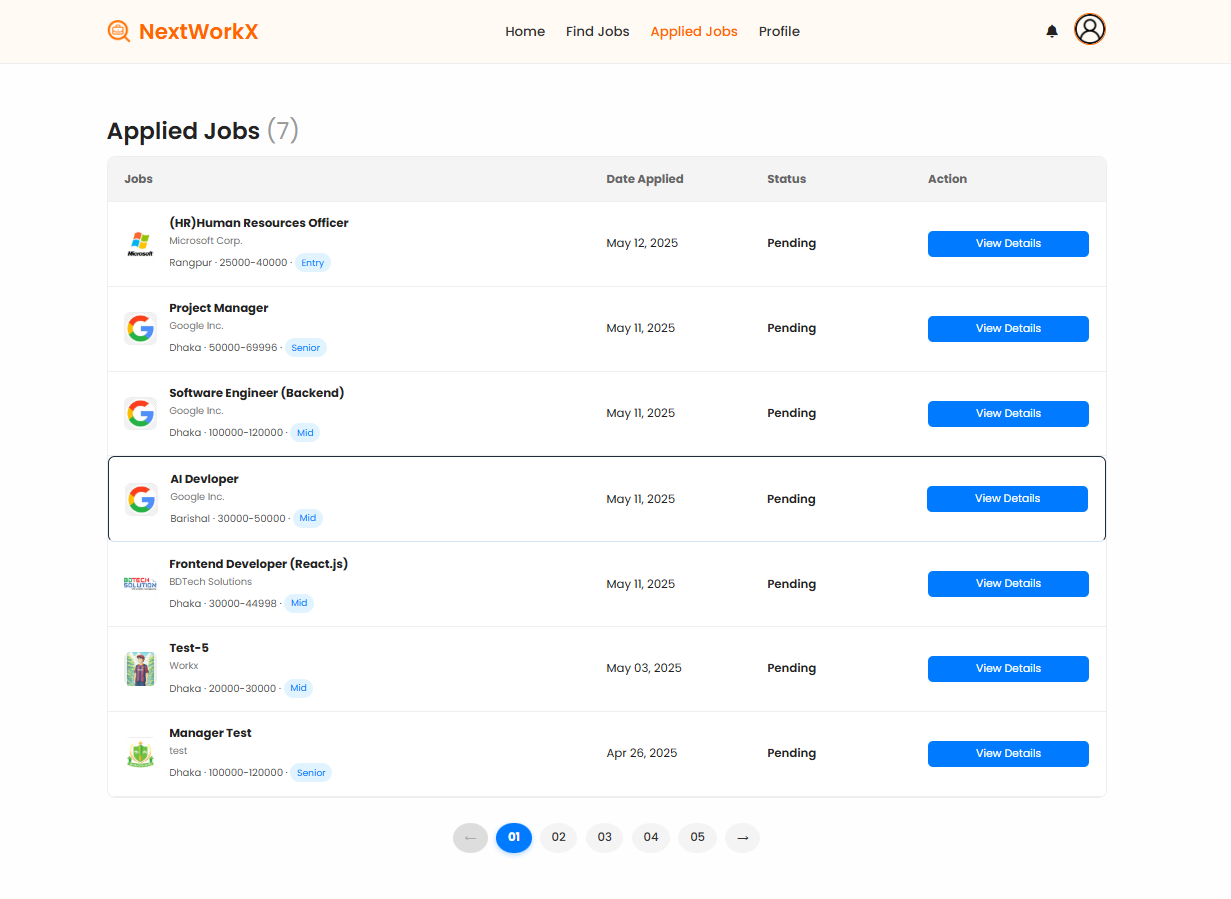 NextWorkX
Home Find Jobs Applied Jobs Profile
Applied Jobs (7)
Jobs Date Applied Status Action
(HR)Human Resources Officer
Microsoft Corp.
Microsoft
Rangpur · 25000-40000 · Entry
May 12, 2025 Pending View Details
Project Manager
Google Inc.
Dhaka · 50000-69996 · Senior
May 11, 2025 Pending View Details
Software Engineer (Backend)
Google Inc.
Dhaka · 100000-120000 · Mid
May 11, 2025 Pending View Details
AI Devloper
Google Inc.
Barishal · 30000-50000 · Mid
May 11, 2025 Pending View Details
Frontend Developer (React.js)
BDTECH
SOLUTION
BDTech Solutions
Dhaka · 30000-44998 · Mid
May 11, 2025 Pending View Details
Test-5
Workx
Dhaka · 20000-30000 · Mid
May 03, 2025 Pending View Details
Manager Test
test
Dhaka · 100000-120000 · Senior
Apr 26, 2025 Pending View Details
← 01 02 03 04 05 →